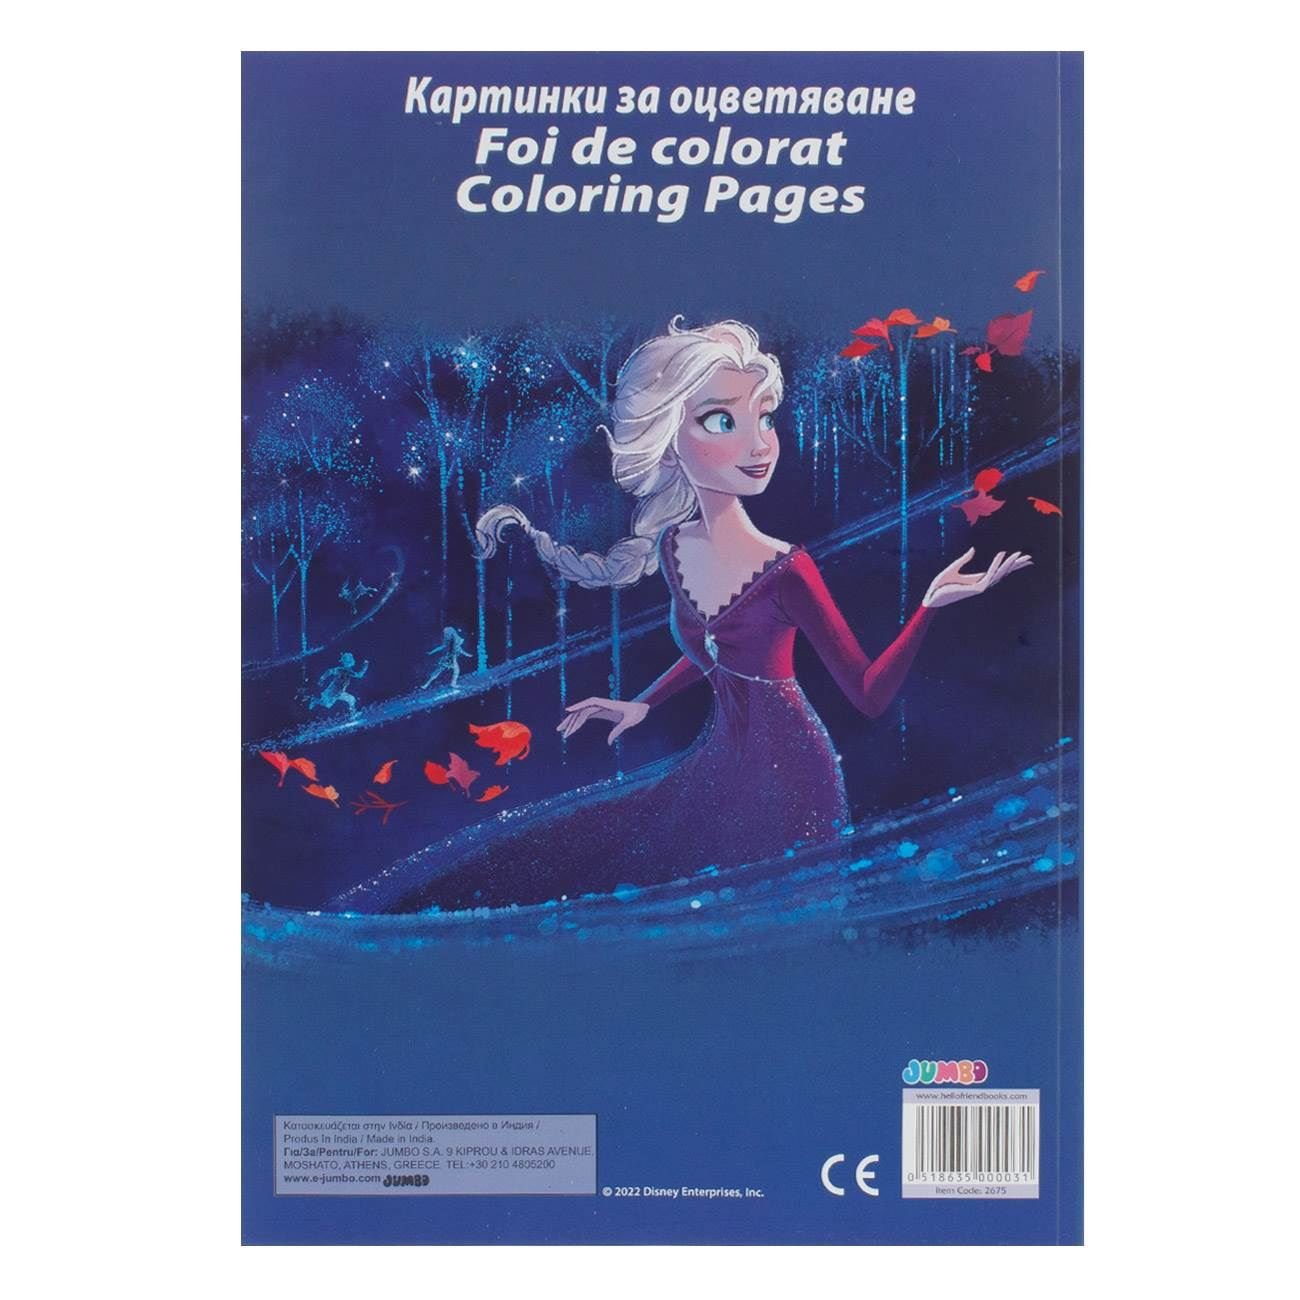 Картинки за оцветяване
Foi de colorat
Coloring Pages
JUMBO
www.hellofriendbooks.com
0 518635 000031
Item Code: 2675
Κατασκευάζεται στην Ινδία / Произведено в Индия /
Produs în India / Made in India.
Για/За/Pentru/For: JUMBO S.A. 9 KIPROU & IDRAS AVENUE,
MOSHATO, ATHENS, GREECE, TEL:+30 210 4805200
www.e-jumbo.com JUMBO
© 2022 Disney Enterprises, Inc.
CE